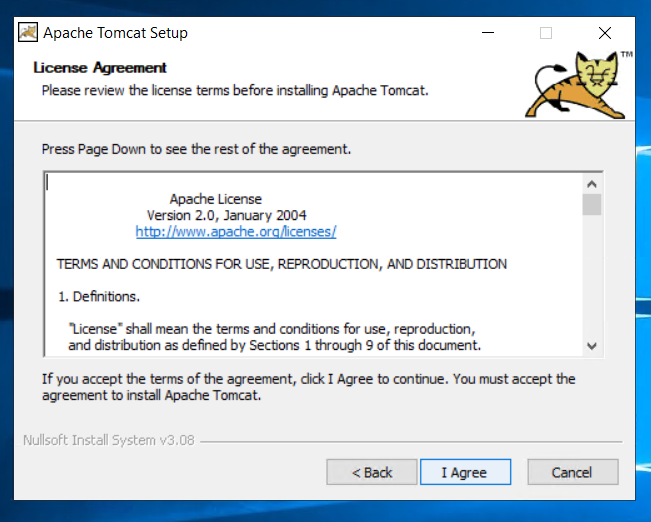 Apache Tomcat Setup
License Agreement
Please review the license terms before installing Apache Tomcat.
TM
Press Page Down to see the rest of the agreement.
Apache License
Version 2.0, January 2004
http://www.apache.org/licenses/
TERMS AND CONDITIONS FOR USE, REPRODUCTION, AND DISTRIBUTION
1. Definitions.
"License" shall mean the terms and conditions for use, reproduction,
and distribution as defined by Sections 1 through 9 of this document.
If you accept the terms of the agreement, click I Agree to continue. You must accept the
agreement to install Apache Tomcat.
Nullsoft Install System v3.08
< Back
I Agree
Cancel